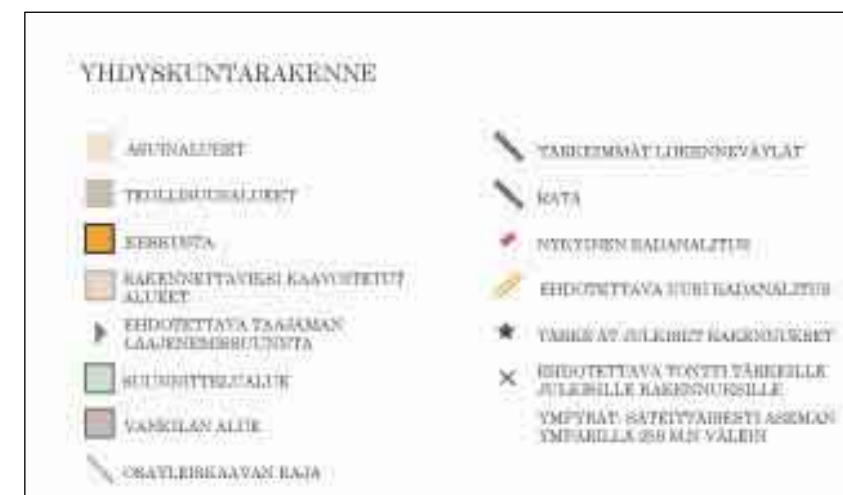 YHDYSKUNTARAKENNE
ASUINALUEET
TEOLLISUUSALUEET
KESKUSTA
RAKENNETTAVIKSI KAAVOITETUT
ALUEET
EHDOTETTAVA TAAJAMAN
LAAJENEMISSUUNTA
SUUNNITTELUALUE
VANKILAN ALUE
OSAYLEISKAAVAN RAJA
TÄRKEIMMÄT LIIKENNEVÄYLÄT
RATA
NYKYINEN RADANALITUS
EHDOTETTAVA UUSI RADANALITUS
TÄRKEÄT JULKISET RAKENNUKSET
EHDOTETTAVA TONTTI TÄRKEILLE
JULKISILLE RAKENNUKSILLE
YMPYRÄT: SÄTEITTÄISESTI ASEMAN
YMPÄRILLÄ 250 M:N VÄLEIN